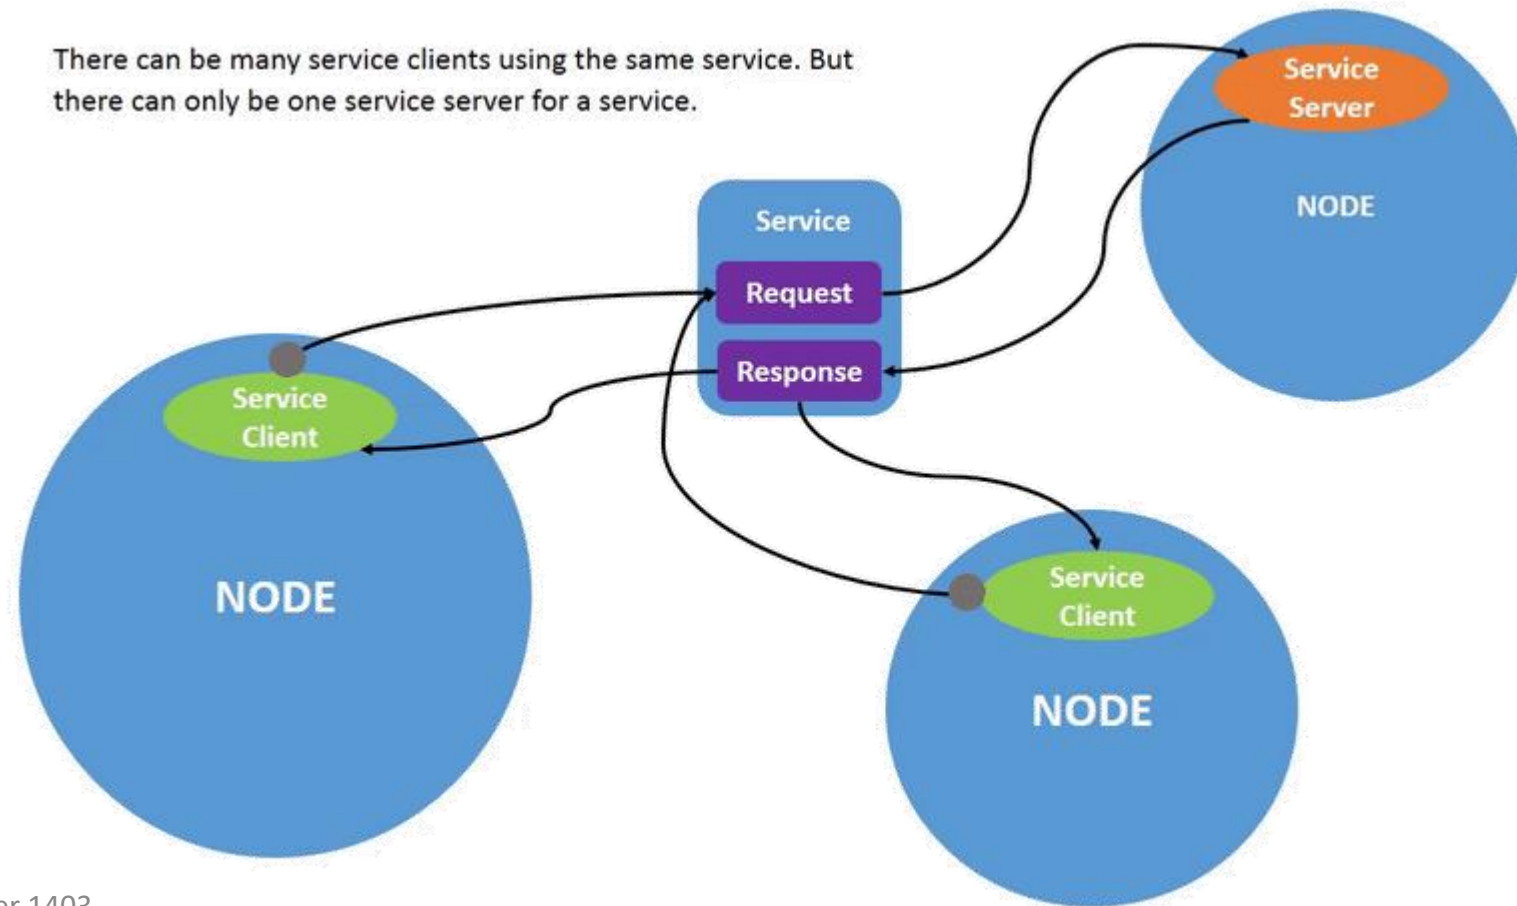 There can be many service clients using the same service. But
there can only be one service server for a service.
Service
Server
NODE
Service
Request
Response
Service
Client
NODE
Service
Client
NODE
1403